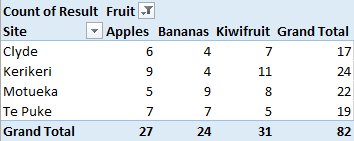 Count of Result Fruit
Site Apples Bananas Kiwifruit Grand Total
Clyde 6 4 7 17
Kerikeri 9 4 11 24
Motueka 5 9 8 22
Te Puke 7 7 5 19
Grand Total 27 24 31 82